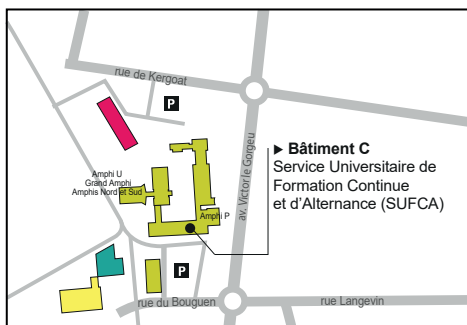 rue de Kergoat
P
av. Victor le Gorgeu
▶ Bâtiment C
Service Universitaire de
Formation Continue
et d'Alternance (SUFCA)
Amphi U
Grand Amphi
Amphis Nord et Sud
Amphi P
P
rue du Bouguen
rue Langevin